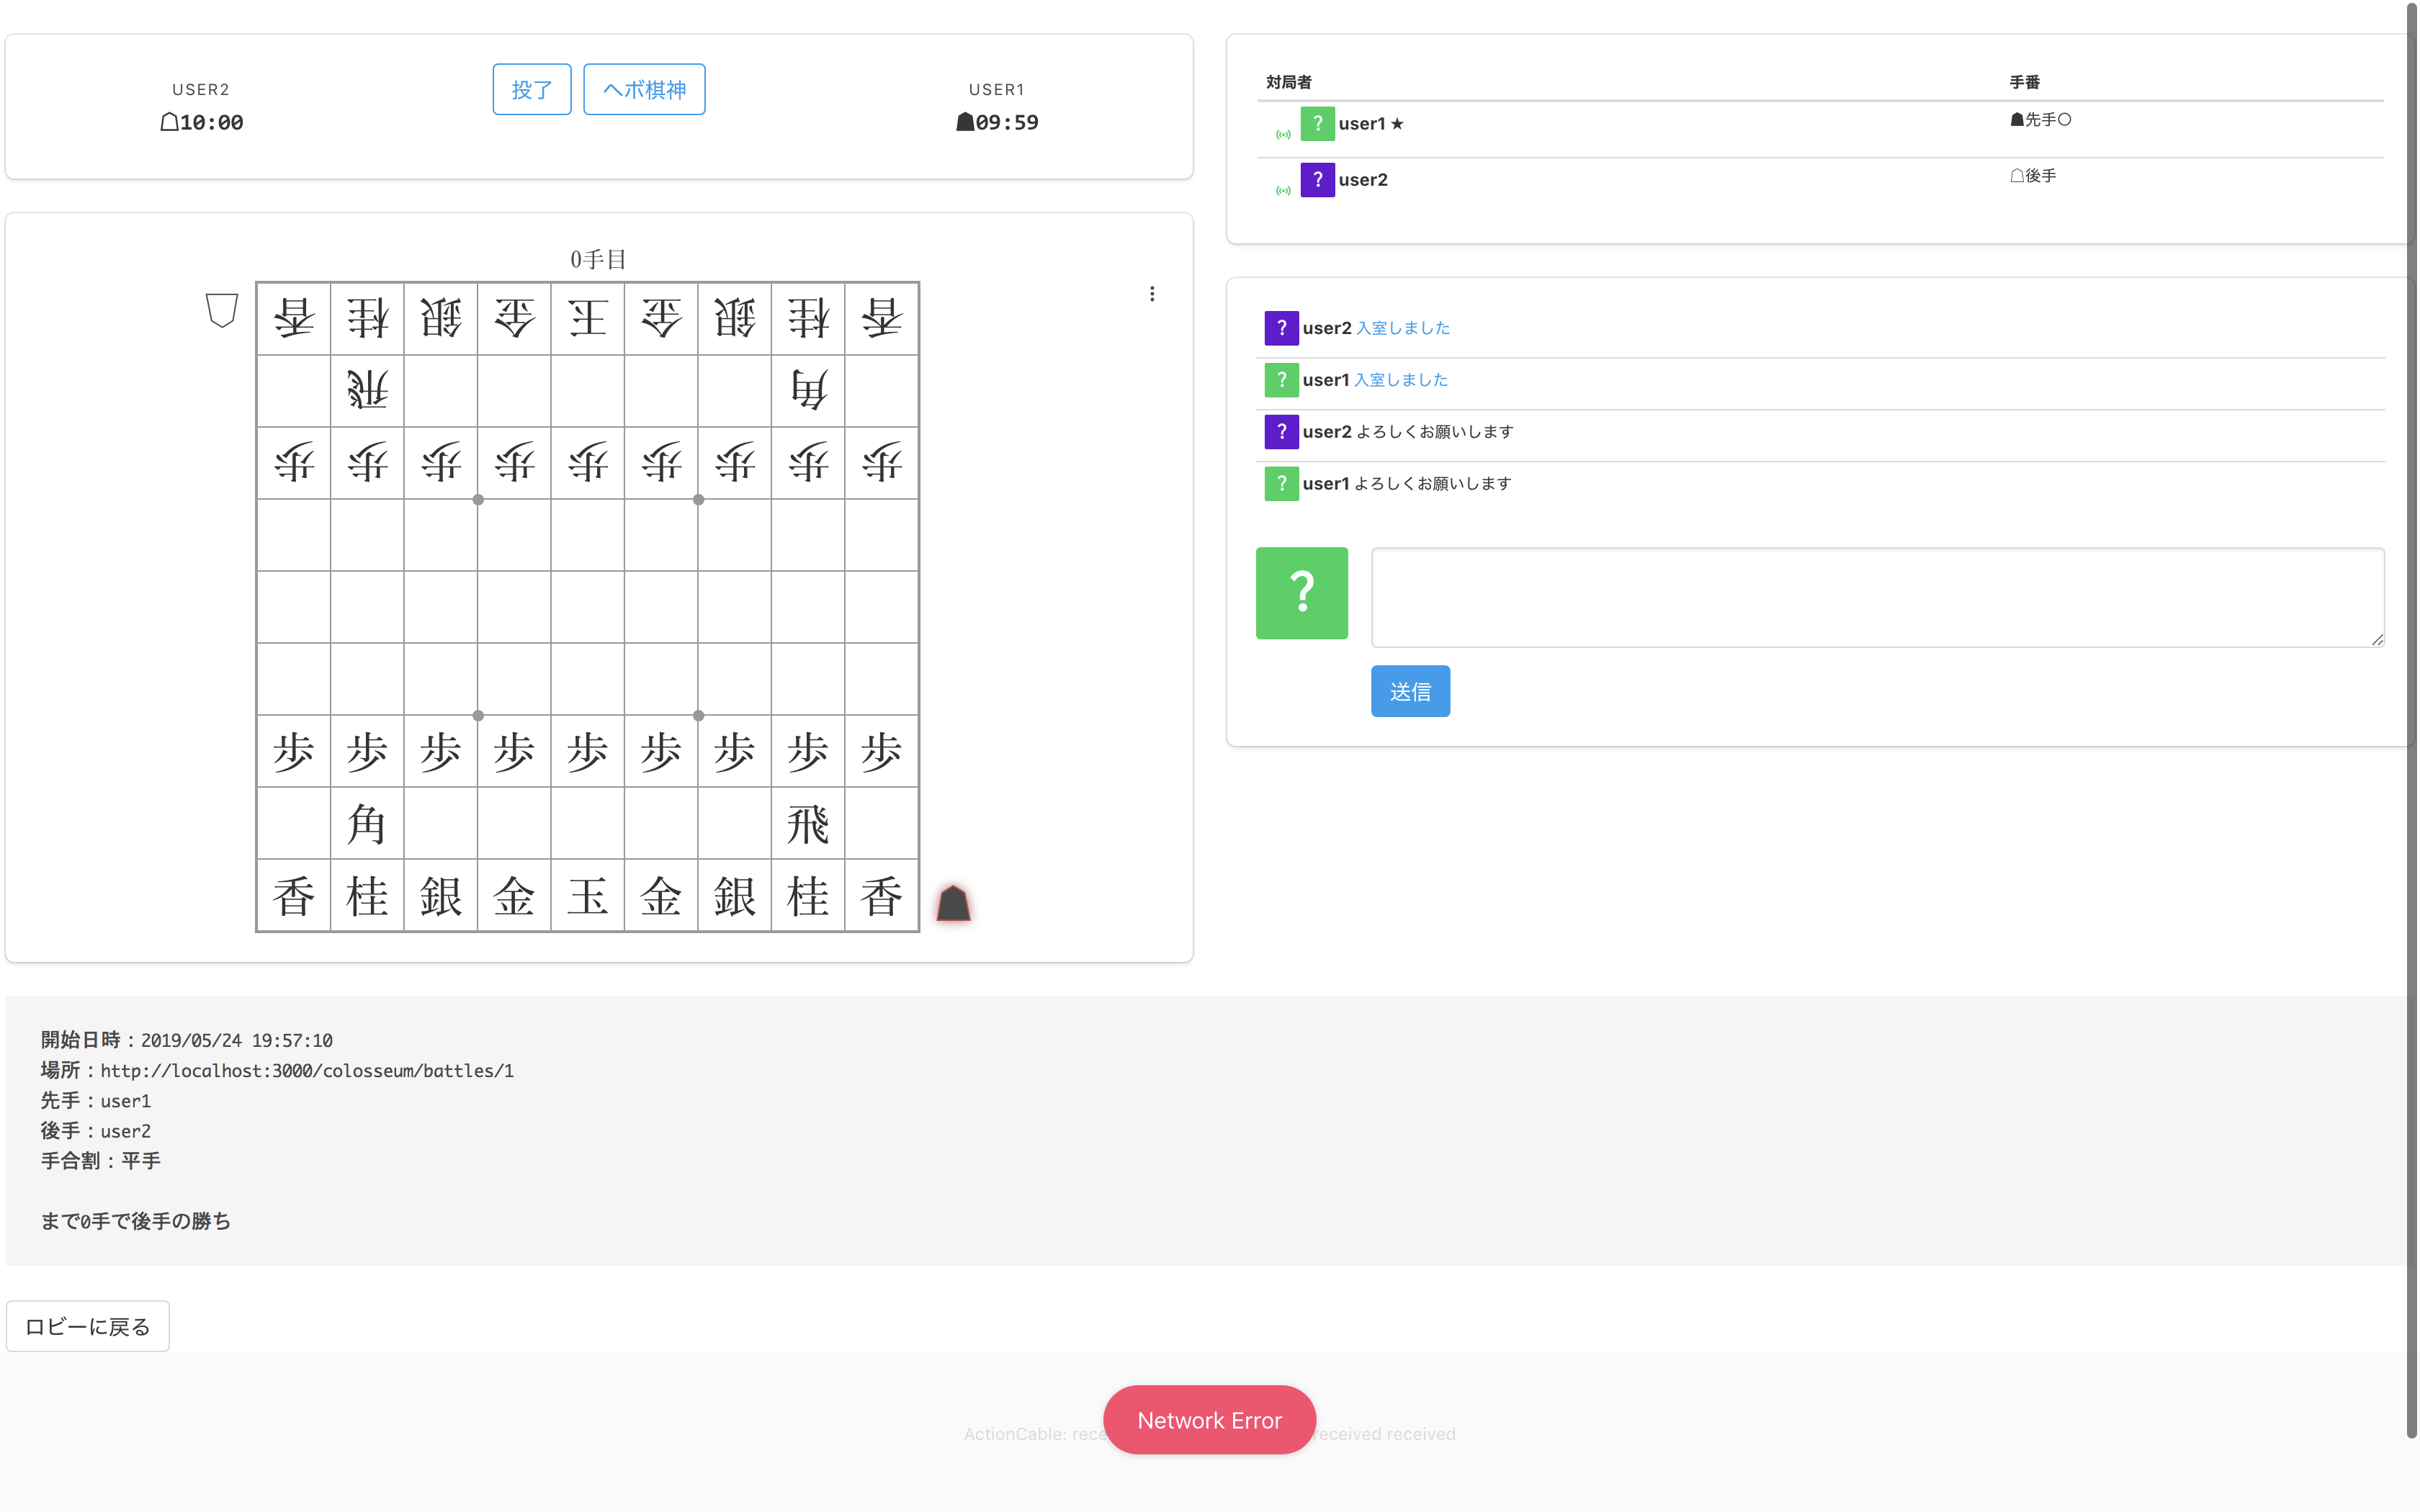 USER2
☖10:00
投了
ヘボ棋神
USER1
☗09:59
0手目
香桂銀金王金銀桂香
飛角
歩歩歩歩歩歩歩歩歩
歩歩歩歩歩歩歩歩歩
角飛
香桂銀金玉金銀桂香
対局者 手番
? user1 ★ ☗先手○
? user2 ☖後手
? user2 入室しました
? user1 入室しました
? user2 よろしくお願いします
? user1 よろしくお願いします
?
送信
開始日時：2019/05/24 19:57:10
場所：http://localhost:3000/colosseum/battles/1
先手：user1
後手：user2
手合割：平手
まで0手で後手の勝ち
ロビーに戻る
Network Error
ActionCable: received received